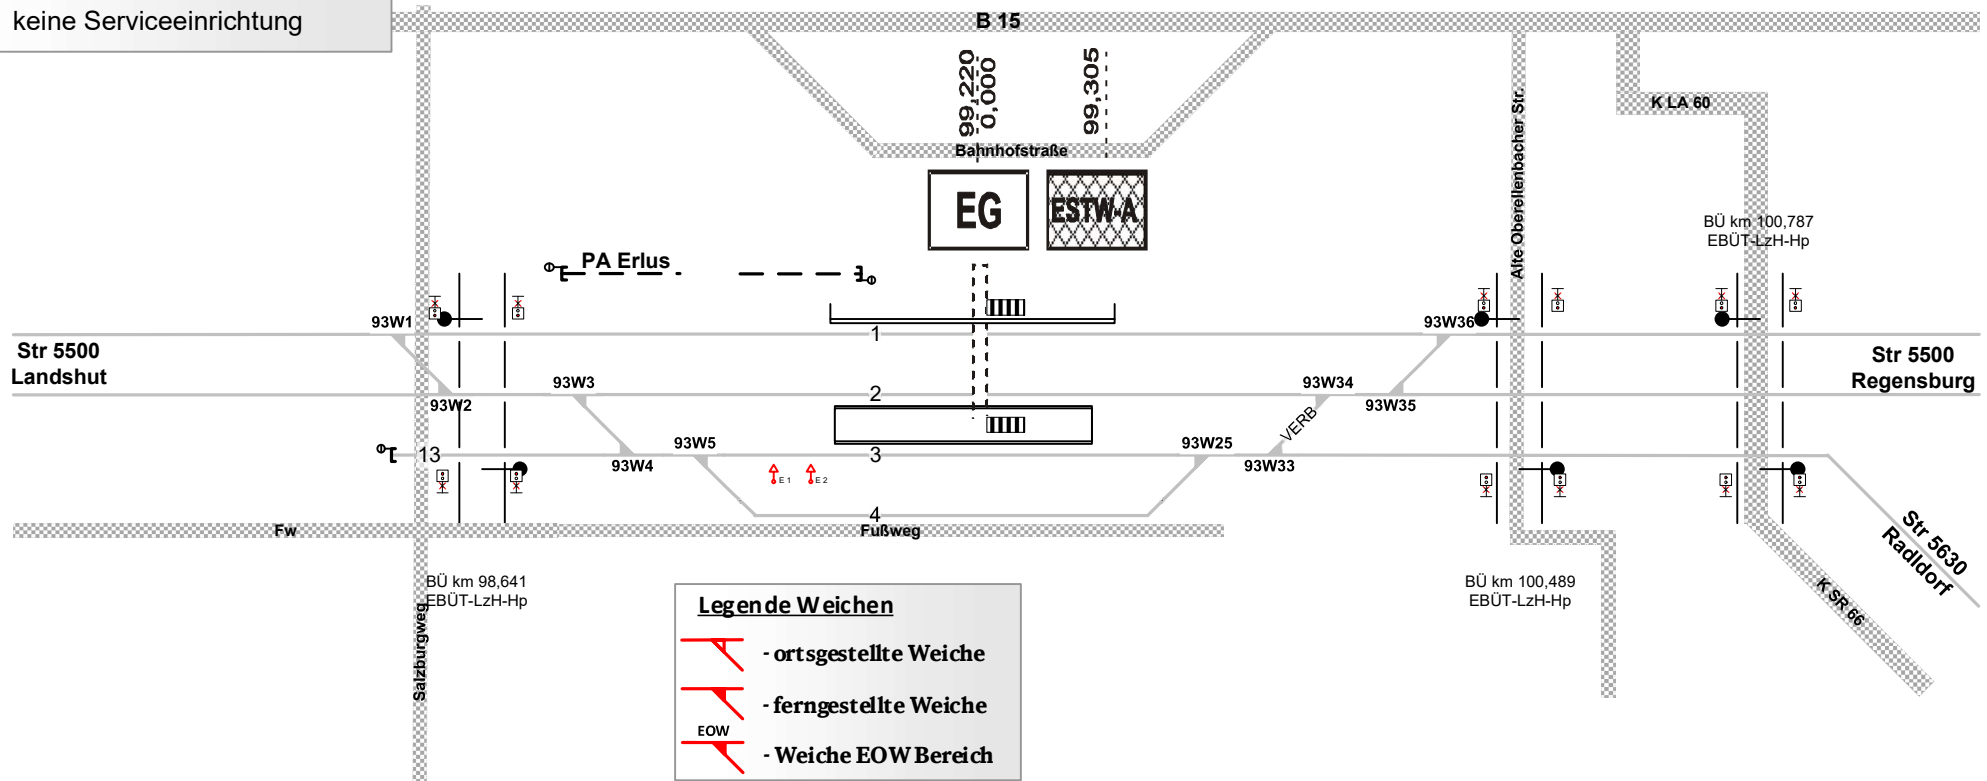 keine Serviceeinrichtung
B 15
99,220
0,000
99,305
K LA 60
Bahnhofstraße
Alte Oberellenbacher Str.
EG
ESTW-A
BÜ km 100,787
EBÜT-LzH-Hp
PA Erlus
93W1
1
93W36
Str 5500
Landshut
Str 5500
Regensburg
93W3
2
93W34
93W2
93W35
VERB
93W5
93W25
13
3
93W4
93W33
E 1
E 2
4
Fw
Fußweg
Str 5630
Radldorf
BÜ km 98,641
EBÜT-LzH-Hp
BÜ km 100,489
EBÜT-LzH-Hp
K SR 66
Salzburgweg
Legende Weichen
- ortsgestellte Weiche
- ferngestellte Weiche
EOW
- Weiche EOW Bereich